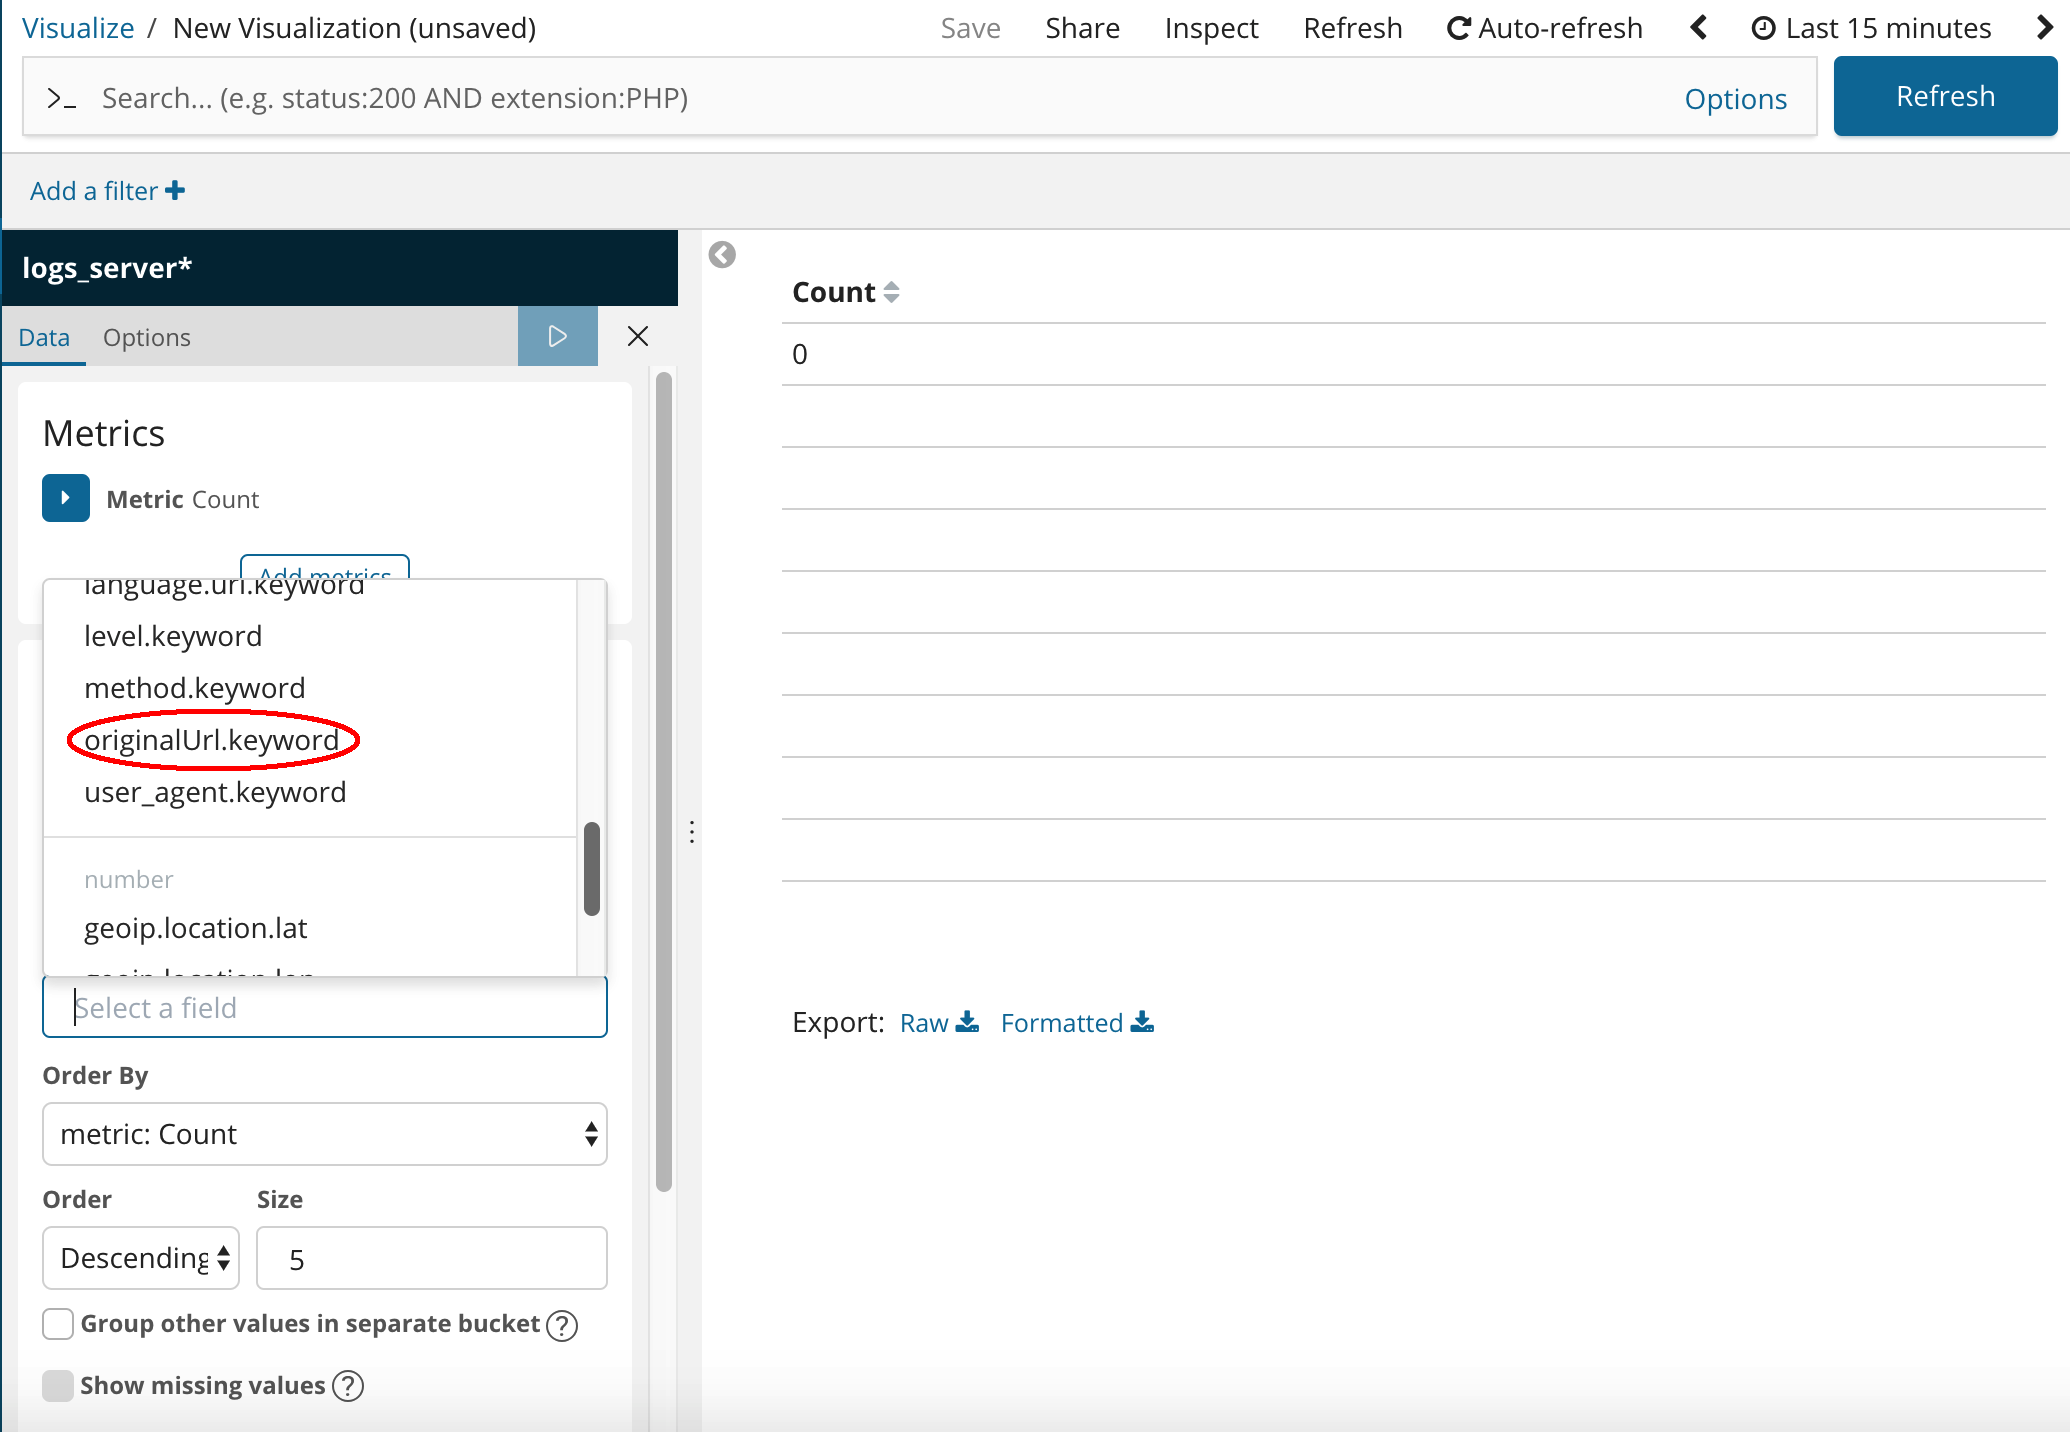 Visualize / New Visualization (unsaved) Save Share Inspect Refresh Auto-refresh Last 15 minutes
>_ Search... (e.g. status:200 AND extension:PHP) Options Refresh
Add a filter
logs_server*
Data Options
Metrics
Metric Count
Add metrics
language.url.keyword
level.keyword
method.keyword
originalUrl.keyword
user_agent.keyword
number
geoip.location.lat
geoip.location.lon
Select a field
Order By
metric: Count
Order Size
Descending 5
Group other values in separate bucket ?
Show missing values ?
Count
0
Export: Raw Formatted